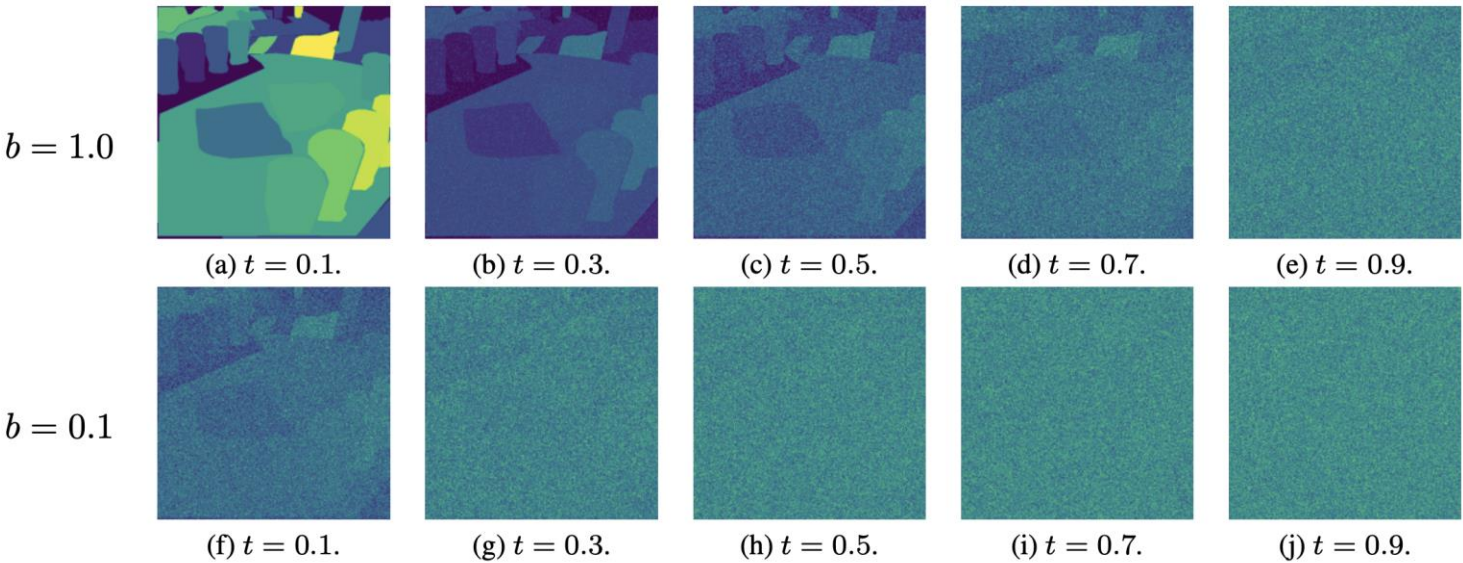 b = 1.0
(a) t = 0.1.
(b) t = 0.3.
(c) t = 0.5.
(d) t = 0.7.
(e) t = 0.9.
b = 0.1
(f) t = 0.1.
(g) t = 0.3.
(h) t = 0.5.
(i) t = 0.7.
(j) t = 0.9.